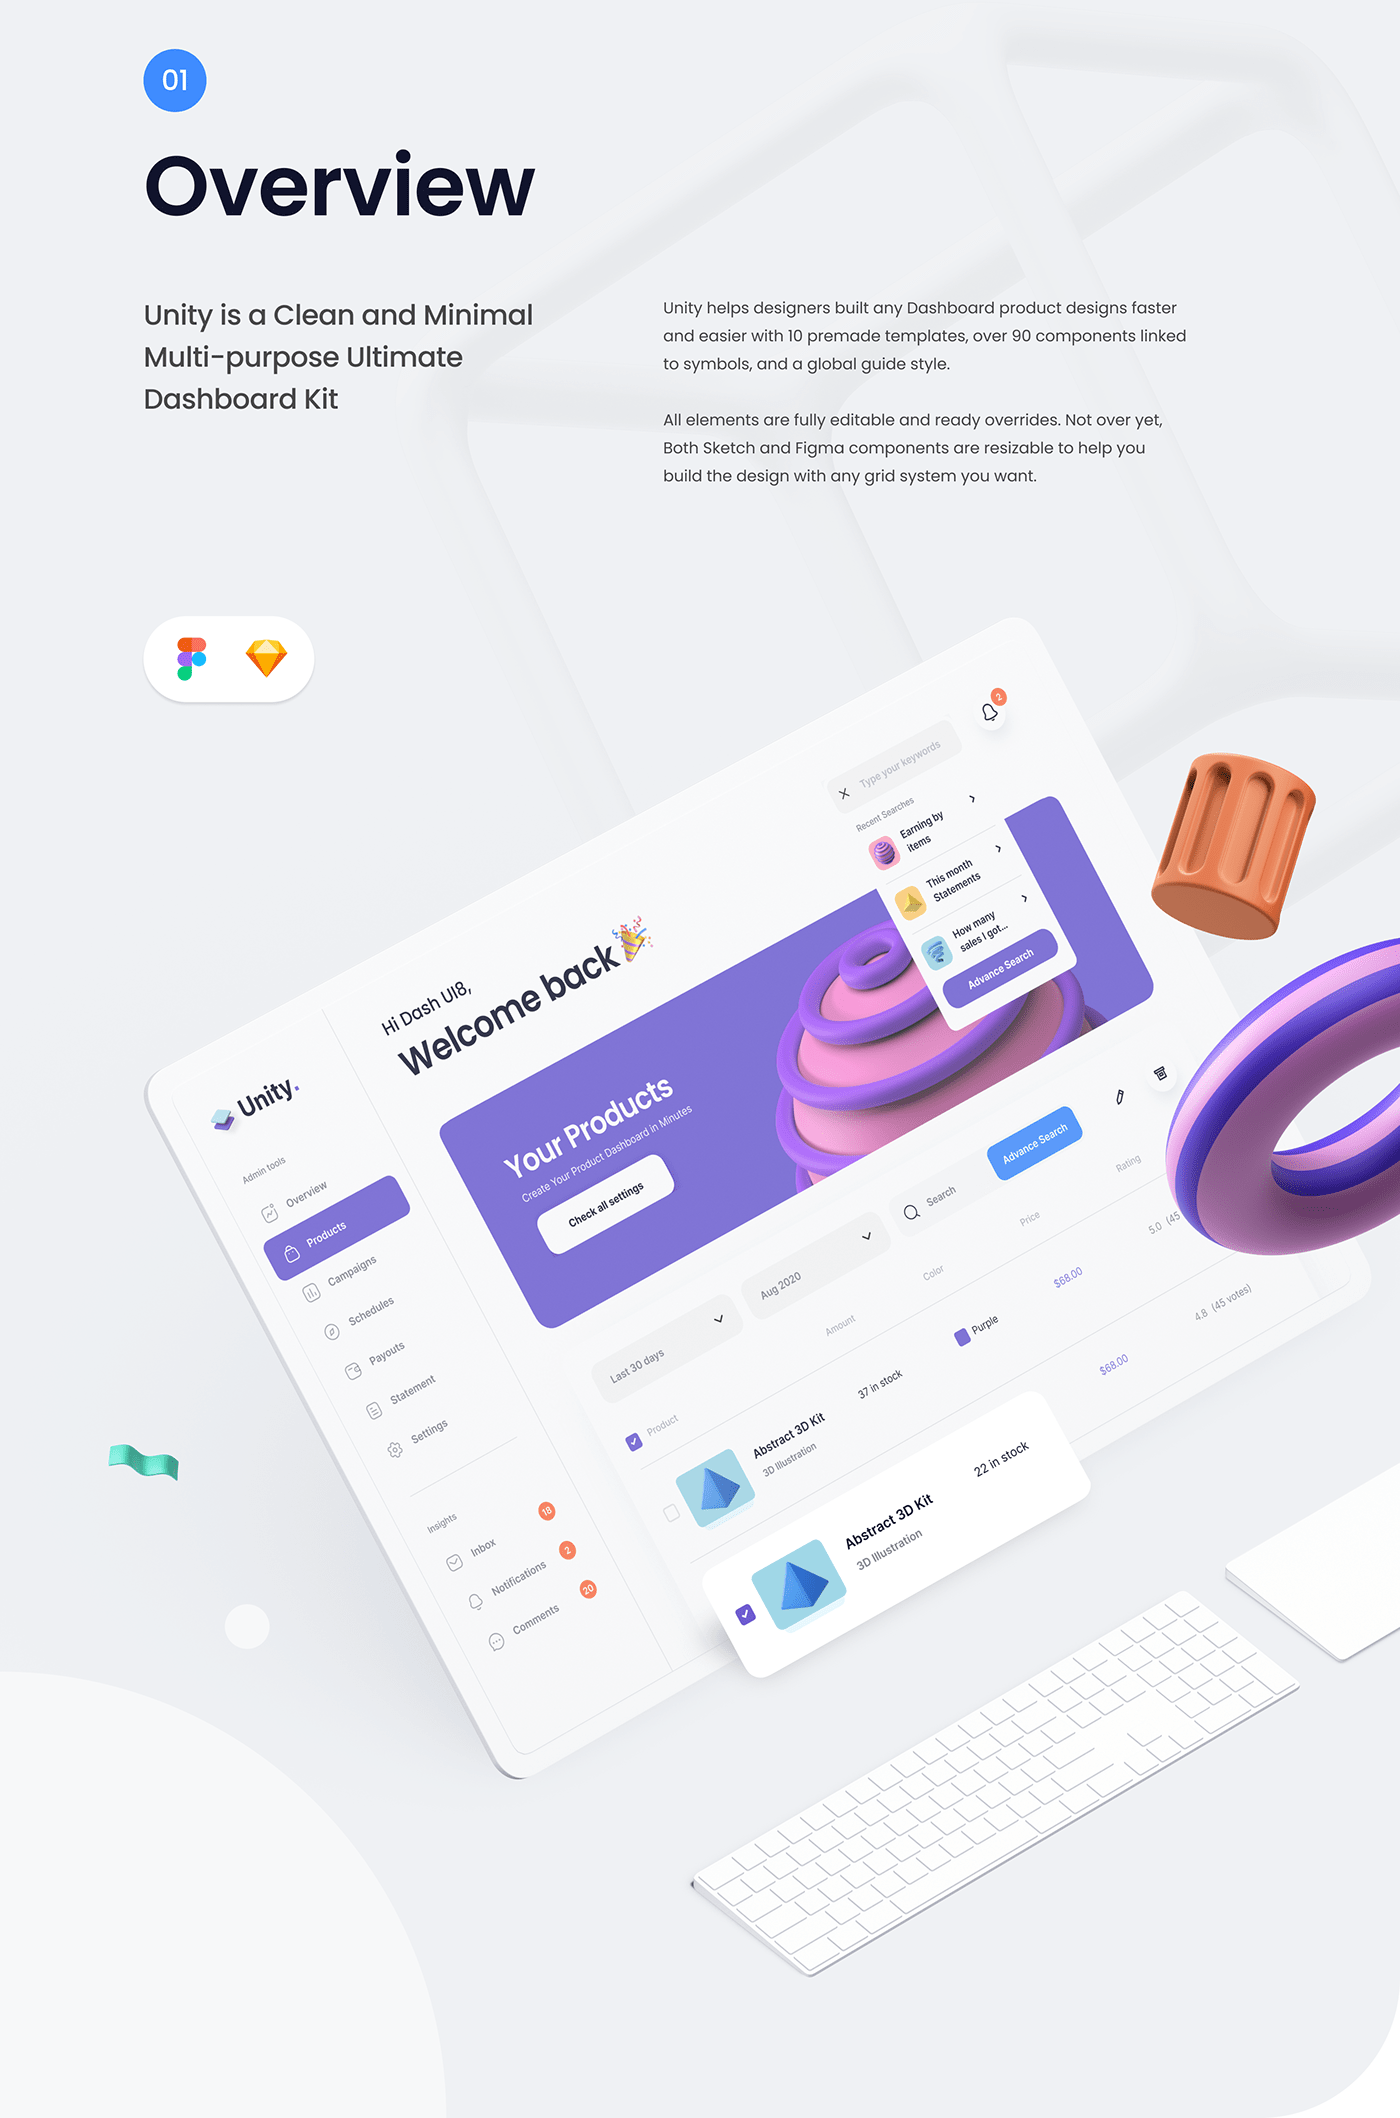 01
Overview
Unity is a Clean and Minimal
Multi-purpose Ultimate
Dashboard Kit
Unity helps designers built any Dashboard product designs faster
and easier with 10 premade templates, over 90 components linked
to symbols, and a global guide style.
All elements are fully editable and ready overrides. Not over yet,
Both Sketch and Figma components are resizable to help you
build the design with any grid system you want.
2
Type your keywords
Recent Searches
Earning by
items
This month
Statements
How many
sales I got...
Advance Search
Hi Dash UI8,
Welcome back
Unity.
Admin tools
Overview
Products
Campaigns
Schedules
Payouts
Statement
Settings
Insights
Inbox
18
Notifications
2
Comments
20
Your Products
Create Your Product Dashboard in Minutes
Check all settings
Last 30 days
Aug 2020
Search
Advance Search
Product
Amount
Color
Price
Rating
Abstract 3D Kit
3D Illustration
37 in stock
Purple
$68.00
5.0 (45
Abstract 3D Kit
3D Illustration
22 in stock
$68.00
4.8 (45 votes)